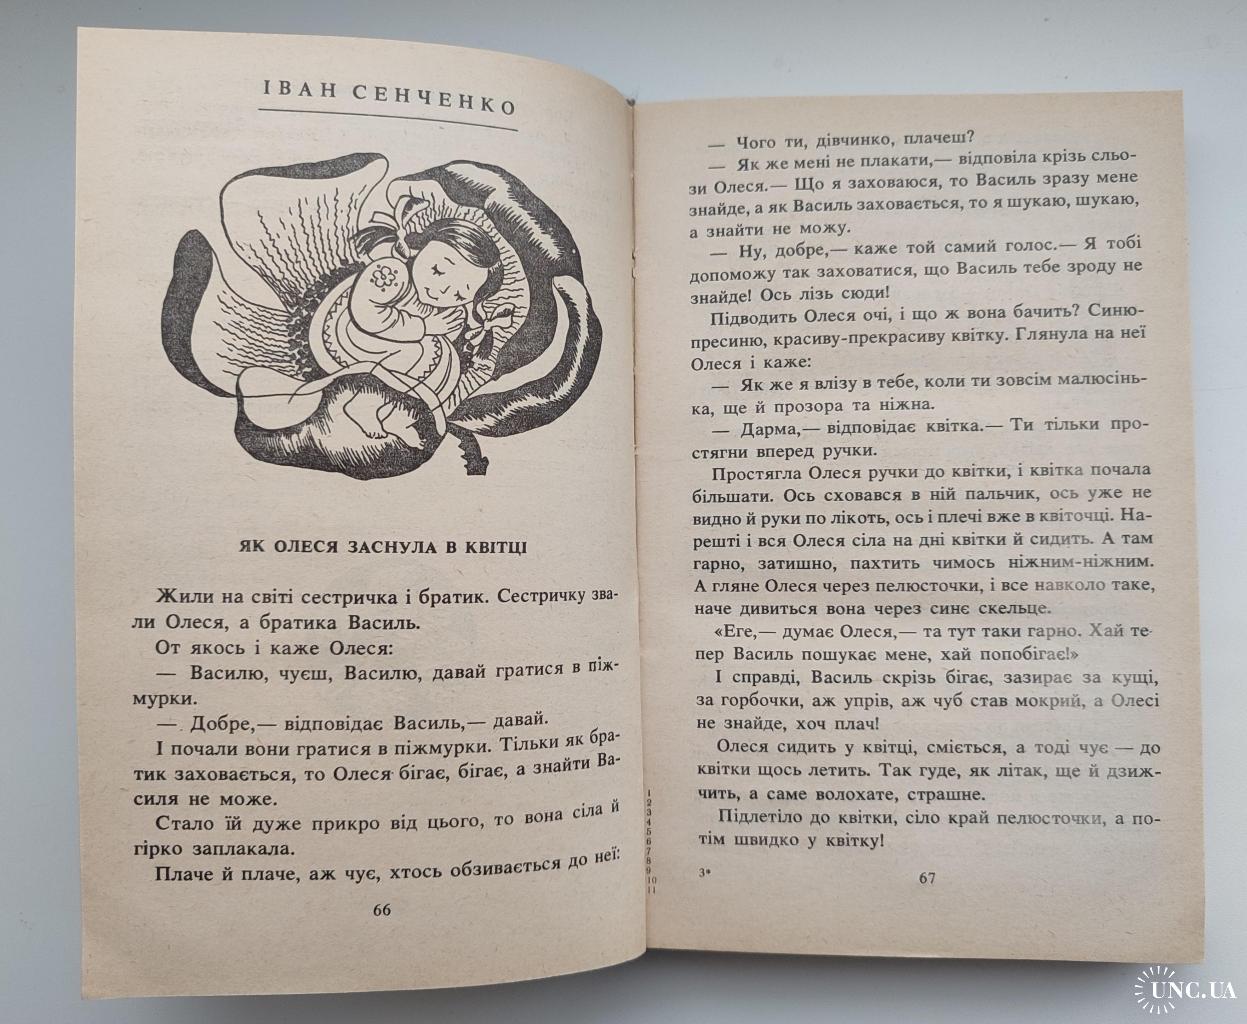 ІВАН СЕНЧЕНКО
ЯК ОЛЕСЯ ЗАСНУЛА В КВІТЦІ
Жили на світі сестричка і братик. Сестричку зва-
ли Олеся, а братика Василь.
От якось і каже Олеся:
— Василю, чуєш, Василю, давай гратися в піж-
мурки.
— Добре,— відповідає Василь,— давай.
І почали вони гратися в піжмурки. Тільки як бра-
тик заховається, то Олеся бігає, бігає, а знайти Ва-
силя не може.
Стало їй дуже прикро від цього, то вона сіла й
гірко заплакала.
Плаче й плаче, аж чує, хтось обзивається до неї:
66
— Чого ти, дівчинко, плачеш?
— Як же мені не плакати,— відповіла крізь сльо-
зи Олеся.— Що я заховаюся, то Василь зразу мене
знайде, а як Василь заховається, то я шукаю, шукаю,
а знайти не можу.
— Ну, добре,— каже той самий голос.— Я тобі
допоможу так заховатися, що Василь тебе зроду не
знайде! Ось лізь сюди!
Підводить Олеся очі, і що ж вона бачить? Синю-
пресиню, красиву-прекрасиву квітку. Глянула на неї
Олеся і каже:
— Як же я влізу в тебе, коли ти зовсім малюсінь-
ка, ще й прозора та ніжна.
— Дарма,— відповідає квітка.— Ти тільки про-
стягни вперед ручки.
Простягла Олеся ручки до квітки, і квітка почала
більшати. Ось сховався в ній пальчик, ось уже не
видно й руки по лікоть, ось і плечі вже в квіточці. На-
решті і вся Олеся сіла на дні квітки й сидить. А там
гарно, затишно, пахтить чимось ніжним-ніжним.
А гляне Олеся через пелюсточки, і все навколо таке,
наче дивиться вона через синє скельце.
«Еге,— думає Олеся,— та тут таки гарно. Хай те-
пер Василь пошукає мене, хай попобігає!»
І справді, Василь скрізь бігає, зазирає за кущі,
за горбочки, аж упрів, аж чуб став мокрий, а Олесі
не знайде, хоч плач!
Олеся сидить у квітці, сміється, а тоді чує — до
квітки щось летить. Так гуде, як літак, ще й дзиж-
чить, а саме волохате, страшне.
Підлетіло до квітки, сіло край пелюсточки, а по-
тім швидко у квітку!
3*
67
1
2
3
4
5
6
7
8
9
10
11
UNC.UA